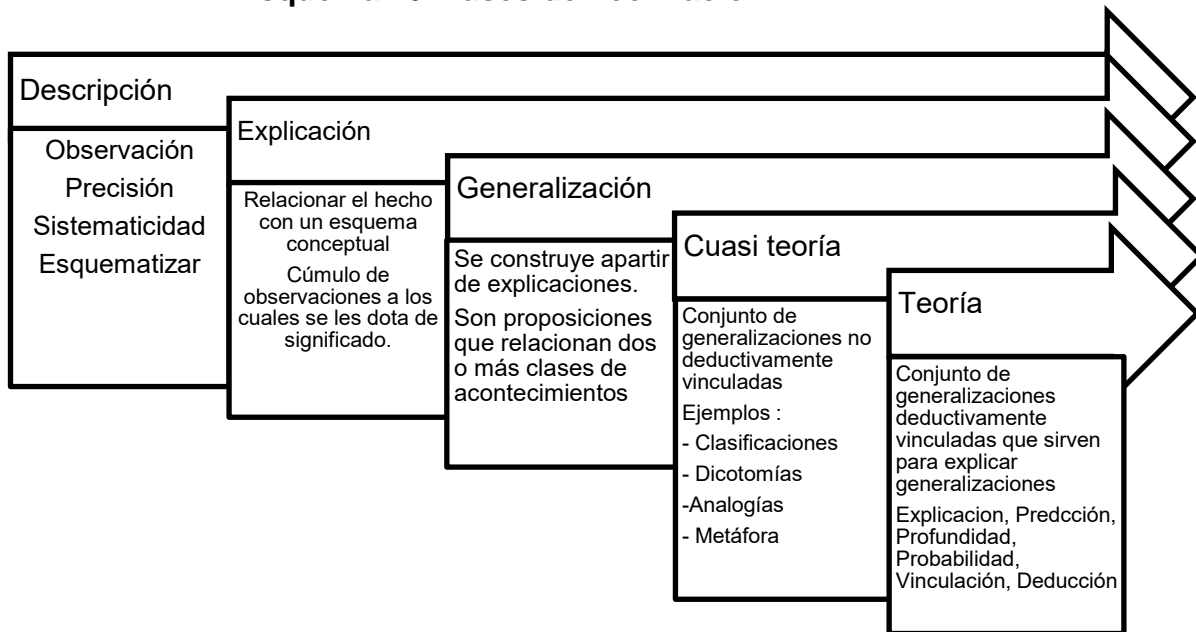 Descripción
Observación
Precisión
Sistematicidad
Esquematizar
Explicación
Relacionar el hecho
con un esquema
conceptual
Cúmulo de
observaciones a los
cuales se les dota de
significado.
Generalización
Se construye apartir
de explicaciones.
Son proposiciones
que relacionan dos
o más clases de
acontecimientos
Cuasi teoría
Conjunto de
generalizaciones no
deductivamente
vinculadas
Ejemplos :
- Clasificaciones
- Dicotomías
-Analogías
- Metáfora
Teoría
Conjunto de
generalizaciones
deductivamente
vinculadas que sirven
para explicar
generalizaciones
Explicacion, Predcción,
Profundidad,
Probabilidad,
Vinculación, Deducción